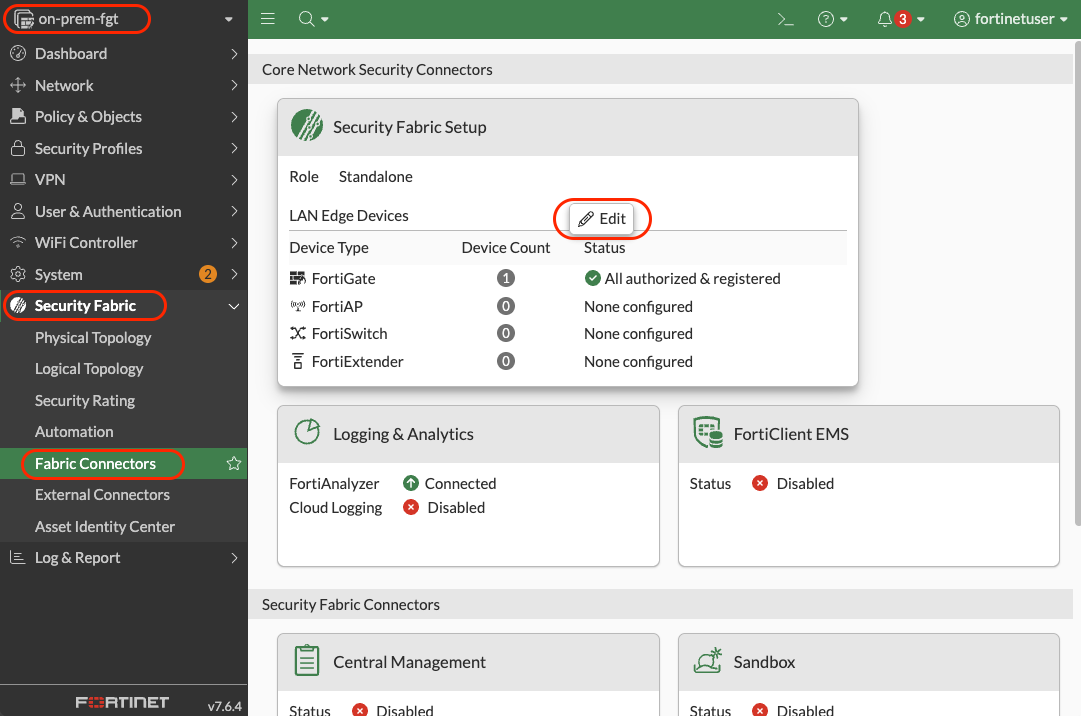 on-prem-fgt
3
fortinetuser
Dashboard
Network
Policy & Objects
Security Profiles
VPN
User & Authentication
WiFi Controller
System 2
Security Fabric
Physical Topology
Logical Topology
Security Rating
Automation
Fabric Connectors
External Connectors
Asset Identity Center
Log & Report
FORTINET v7.6.4
Core Network Security Connectors
Security Fabric Setup
Role Standalone
LAN Edge Devices
Edit
Device Type Device Count Status
FortiGate 1 All authorized & registered
FortiAP 0 None configured
FortiSwitch 0 None configured
FortiExtender 0 None configured
Logging & Analytics
FortiAnalyzer Connected
Cloud Logging Disabled
FortiClient EMS
Status Disabled
Security Fabric Connectors
Central Management
Status Disabled
Sandbox
Status Disabled